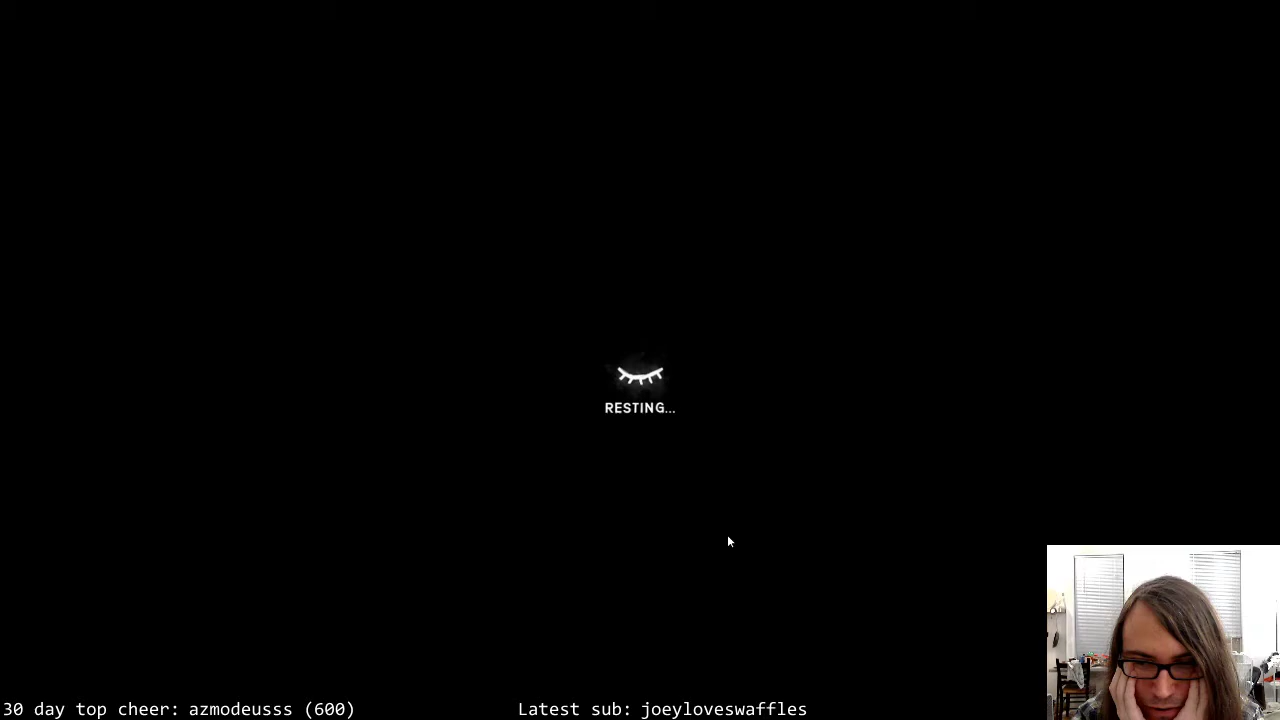 RESTING...
30 day top cheer: azmodeusss (600)
Latest sub: joeyloveswaffles